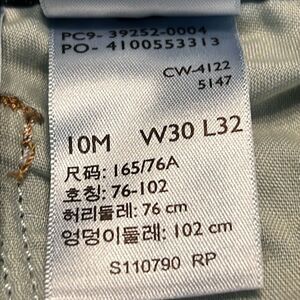 PC9- 39252-0004
PO- 4100553313
CW-4122
5147
10M W30 L32
尺码: 165/76A
호칭: 76-102
허리둘레: 76 cm
엉덩이둘레: 102 cm
S110790 RP